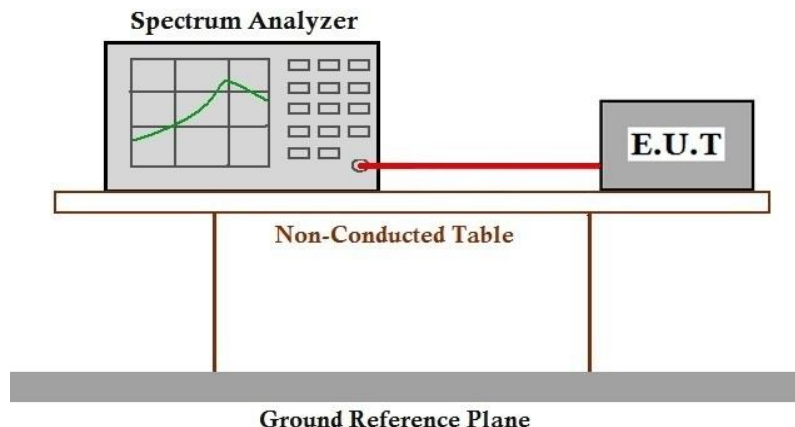 Spectrum Analyzer
E.U.T
Non-Conducted Table
Ground Reference Plane